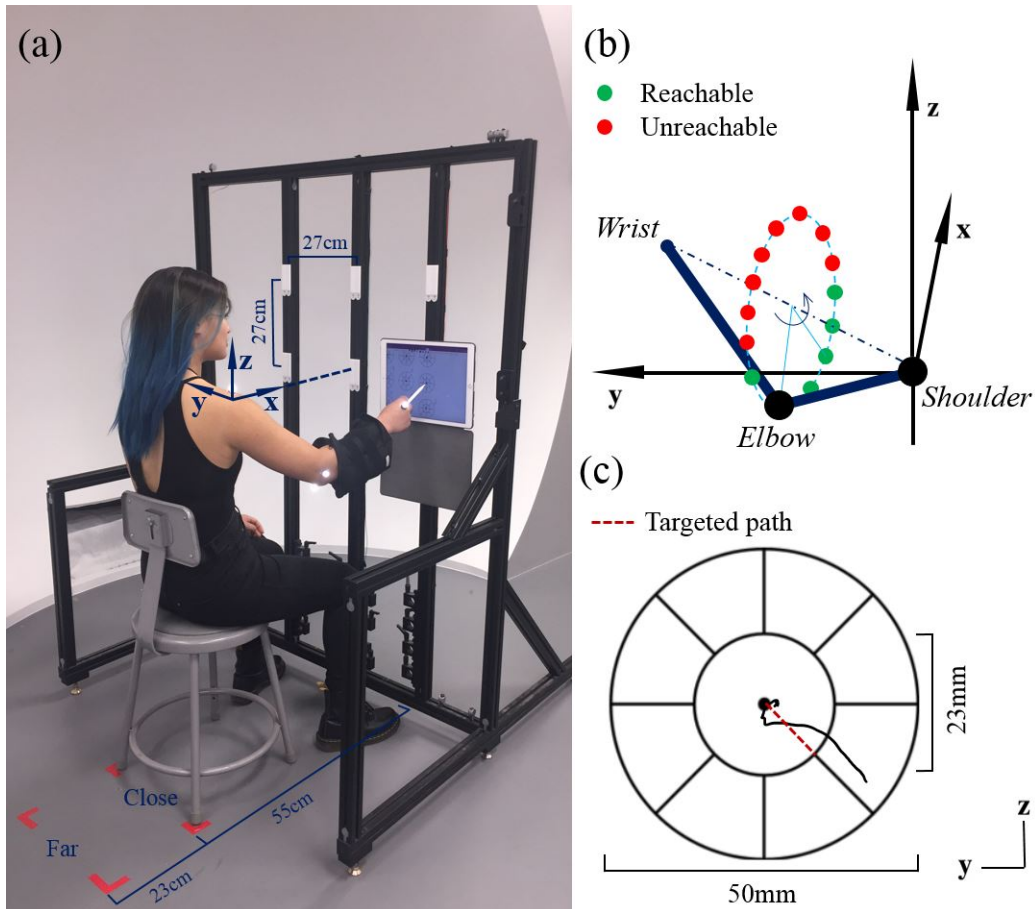 (a)
27cm
27cm
z
y
x
Close
Far
55cm
23cm
(b)
Reachable
Unreachable
z
x
Wrist
y
Shoulder
Elbow
(c)
Targeted path
23mm
50mm
z
y